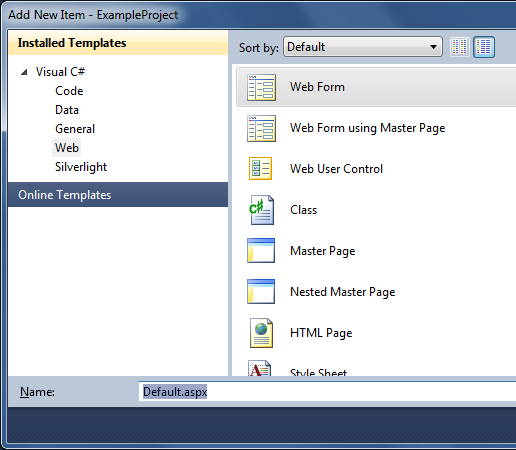 Add New Item - ExampleProject
Installed Templates
Visual C#
Code
Data
General
Web
Silverlight
Online Templates
Sort by: Default
Web Form
Web Form using Master Page
Web User Control
C# Class
Master Page
Nested Master Page
HTML Page
A Style Sheet
Name: Default.aspx